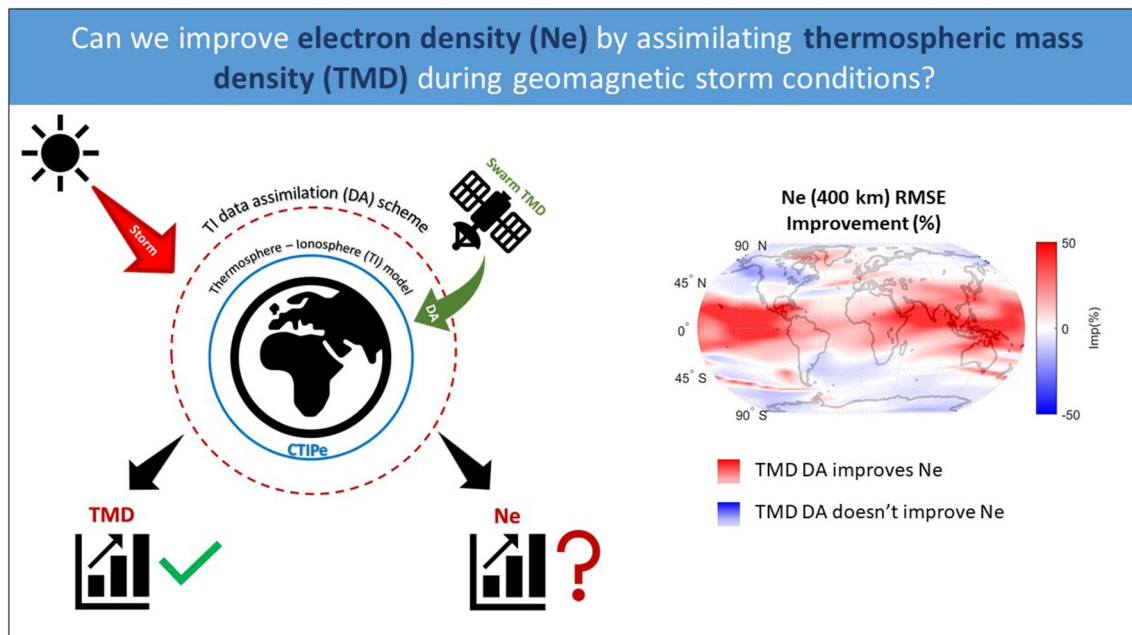 Can we improve electron density (Ne) by assimilating thermospheric mass
density (TMD) during geomagnetic storm conditions?
Storm
TI data assimilation (DA) scheme
Thermosphere – Ionosphere (TI) model
Swarm TMD
DA
CTIPe
TMD
Ne
?
Ne (400 km) RMSE
Improvement (%)
90° N
45° N
0°
45° S
90° S
50
0
-50
Imp(%)
TMD DA improves Ne
TMD DA doesn't improve Ne